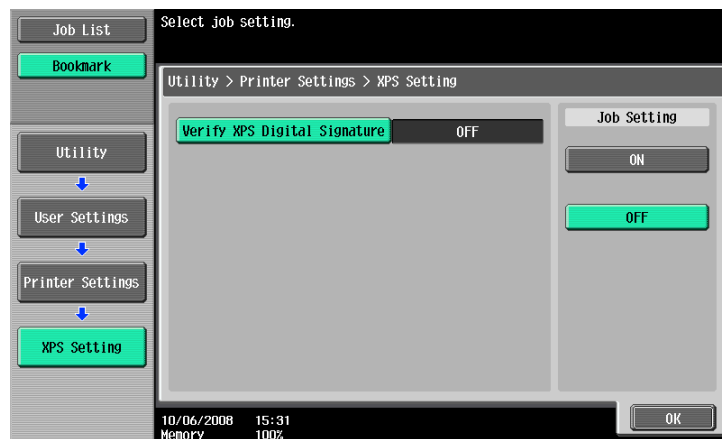 Job List
Bookmark
Utility
User Settings
Printer Settings
XPS Setting
Select job setting.
Utility > Printer Settings > XPS Setting
Verify XPS Digital Signature OFF
Job Setting
ON
OFF
10/06/2008 15:31
Memory 100%
OK